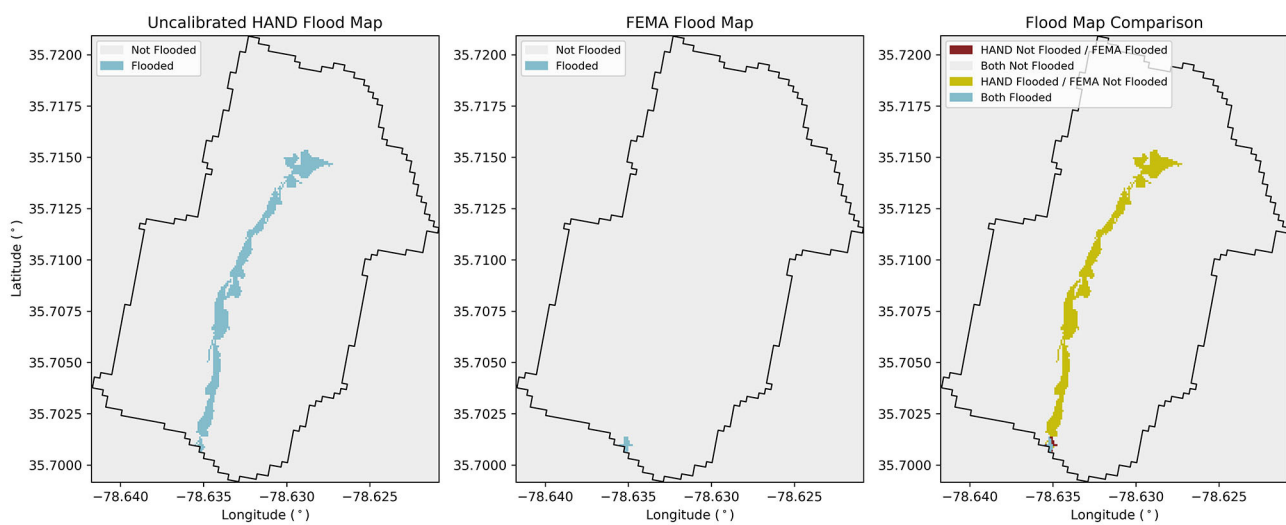 Uncalibrated HAND Flood Map
Not Flooded
Flooded
35.7200
35.7175
35.7150
35.7125
35.7100
35.7075
35.7050
35.7025
35.7000
Latitude (°)
−78.640
−78.635
−78.630
−78.625
Longitude (°)
FEMA Flood Map
Not Flooded
Flooded
35.7200
35.7175
35.7150
35.7125
35.7100
35.7075
35.7050
35.7025
35.7000
−78.640
−78.635
−78.630
−78.625
Longitude (°)
Flood Map Comparison
HAND Not Flooded / FEMA Flooded
Both Not Flooded
HAND Flooded / FEMA Not Flooded
Both Flooded
35.7200
35.7175
35.7150
35.7125
35.7100
35.7075
35.7050
35.7025
35.7000
−78.640
−78.635
−78.630
−78.625
Longitude (°)